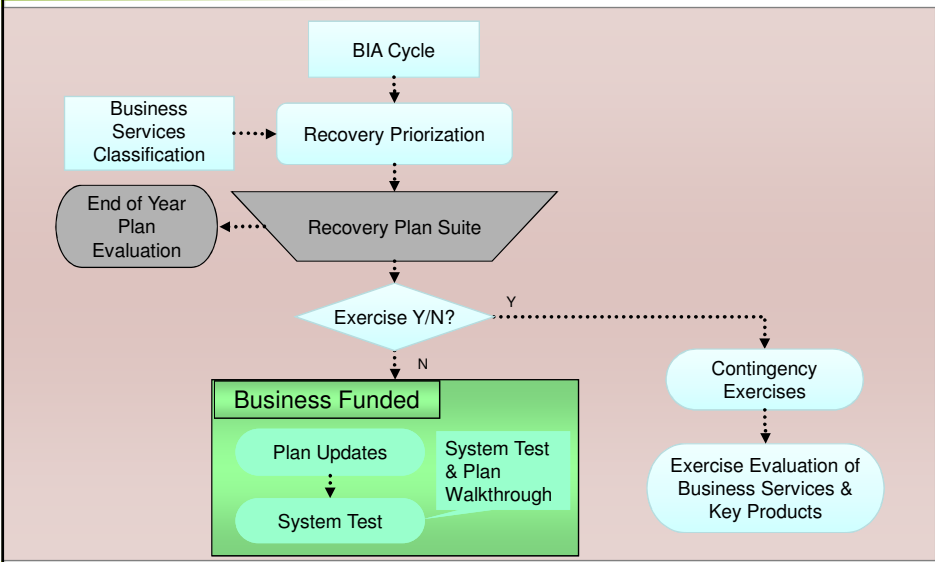 BIA Cycle
Business
Services
Classification
Recovery Priorization
End of Year
Plan
Evaluation
Recovery Plan Suite
Exercise Y/N?
Y
N
Contingency
Exercises
Business Funded
Plan Updates
System Test
& Plan
Walkthrough
System Test
Exercise Evaluation of
Business Services &
Key Products